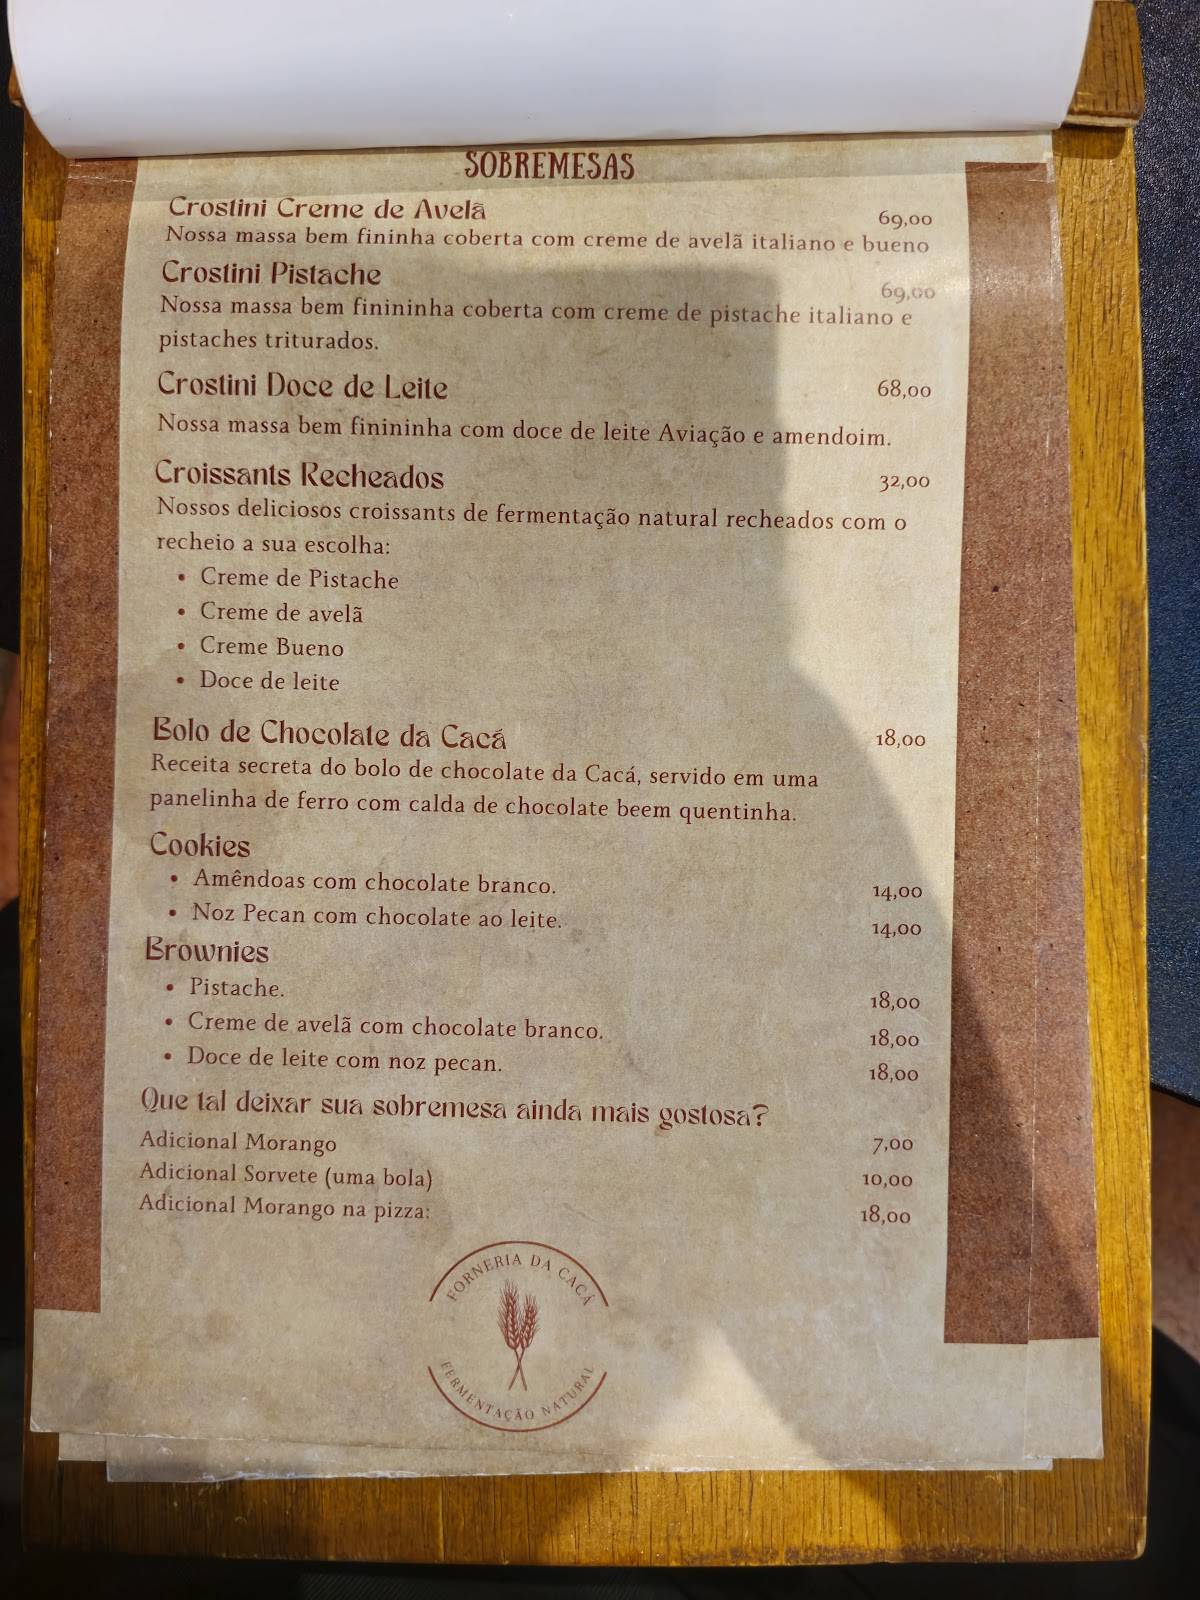 SOBREMESAS
Crostini Creme de Avelã 69,00
Nossa massa bem fininha coberta com creme de avelã italiano e bueno
Crostini Pistache 69,00
Nossa massa bem finininha coberta com creme de pistache italiano e
pistaches triturados.
Crostini Doce de Leite 68,00
Nossa massa bem finininha com doce de leite Aviação e amendoim.
Croissants Recheados 32,00
Nossos deliciosos croissants de fermentação natural recheados com o
recheio a sua escolha:
• Creme de Pistache
• Creme de avelã
• Creme Bueno
• Doce de leite
Bolo de Chocolate da Cacá 18,00
Receita secreta do bolo de chocolate da Cacá, servido em uma
panelinha de ferro com calda de chocolate beem quentinha.
Cookies
• Amêndoas com chocolate branco. 14,00
• Noz Pecan com chocolate ao leite. 14,00
Brownies
• Pistache. 18,00
• Creme de avelã com chocolate branco. 18,00
• Doce de leite com noz pecan. 18,00
Que tal deixar sua sobremesa ainda mais gostosa?
Adicional Morango 7,00
Adicional Sorvete (uma bola) 10,00
Adicional Morango na pizza: 18,00
FORNERIA DA CACÁ
FERMENTAÇÃO NATURAL